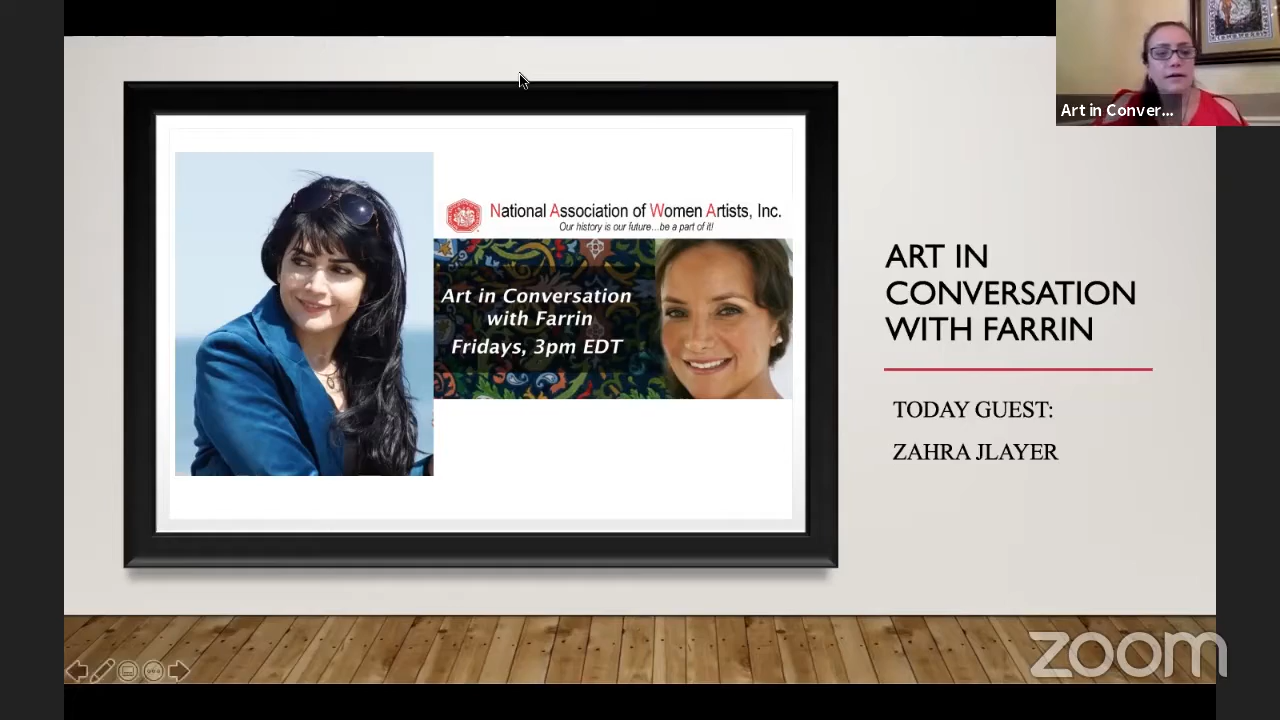 Art in Conver...
National Association of Women Artists, Inc.
Our history is our future...be a part of it!
Art in Conversation
with Farrin
Fridays, 3pm EDT
ART IN
CONVERSATION
WITH FARRIN
TODAY GUEST:
ZAHRA JLAYER
zoom